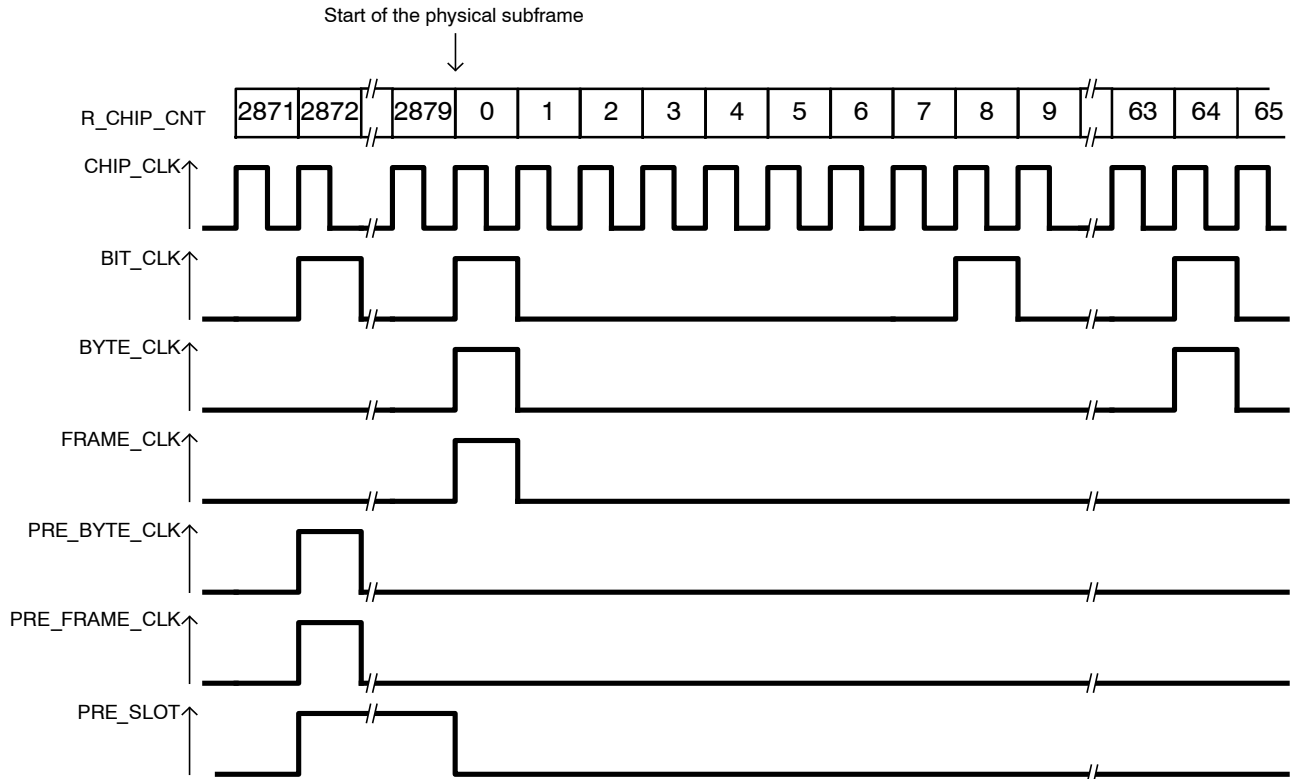 Start of the physical subframe
R_CHIP_CNT 2871 2872 2879 0 1 2 3 4 5 6 7 8 9 63 64 65
CHIP_CLK
BIT_CLK
BYTE_CLK
FRAME_CLK
PRE_BYTE_CLK
PRE_FRAME_CLK
PRE_SLOT